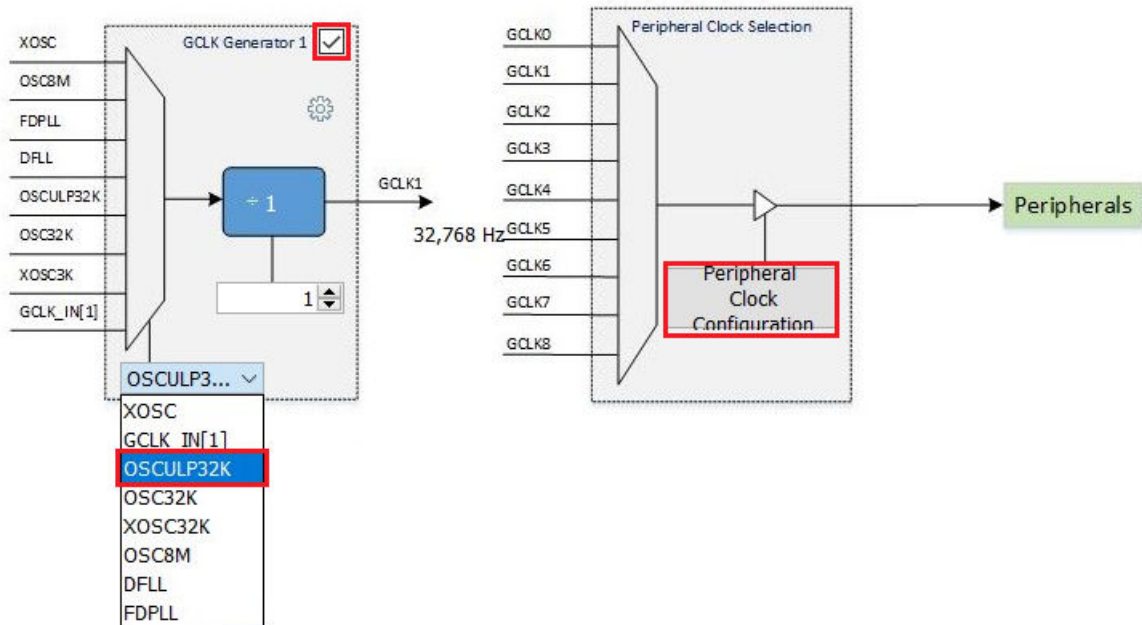 XOSC
OSC8M
FDPLL
DFLL
OSCULP32K
OSC32K
XOSC3K
GCLK_IN[1]
GCLK Generator 1
÷ 1
1
GCLK1
32,768 Hz
OSCULP3...
XOSC
GCLK_IN[1]
OSCULP32K
OSC32K
XOSC32K
OSC8M
DFLL
FDPLL
GCLK0
GCLK1
GCLK2
GCLK3
GCLK4
GCLK5
GCLK6
GCLK7
GCLK8
Peripheral Clock Selection
Peripheral
Clock
Configuration
Peripherals